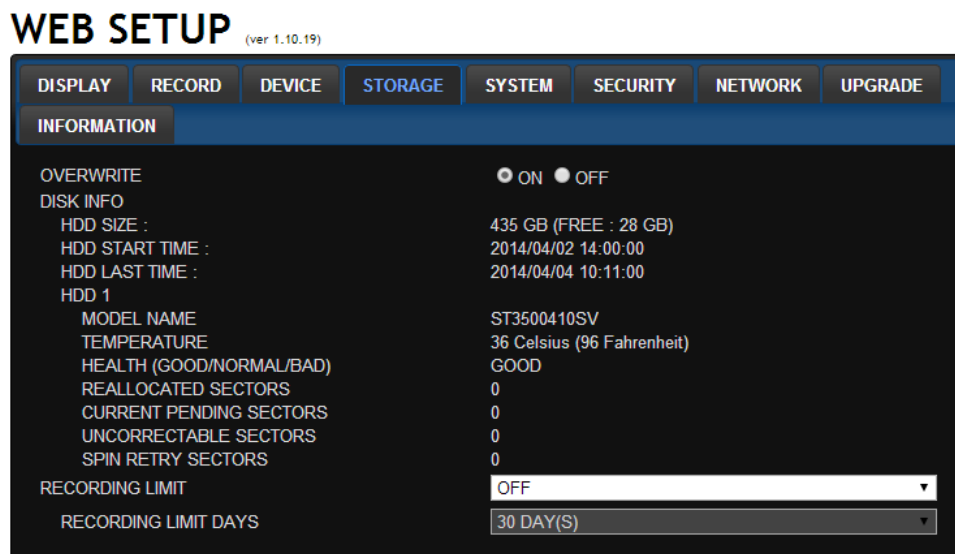 WEB SETUP (ver 1.10.19)
DISPLAY RECORD DEVICE STORAGE SYSTEM SECURITY NETWORK UPGRADE
INFORMATION
OVERWRITE ON OFF
DISK INFO
HDD SIZE : 435 GB (FREE : 28 GB)
HDD START TIME : 2014/04/02 14:00:00
HDD LAST TIME : 2014/04/04 10:11:00
HDD 1
MODEL NAME ST3500410SV
TEMPERATURE 36 Celsius (96 Fahrenheit)
HEALTH (GOOD/NORMAL/BAD) GOOD
REALLOCATED SECTORS 0
CURRENT PENDING SECTORS 0
UNCORRECTABLE SECTORS 0
SPIN RETRY SECTORS 0
RECORDING LIMIT OFF
RECORDING LIMIT DAYS 30 DAY(S)